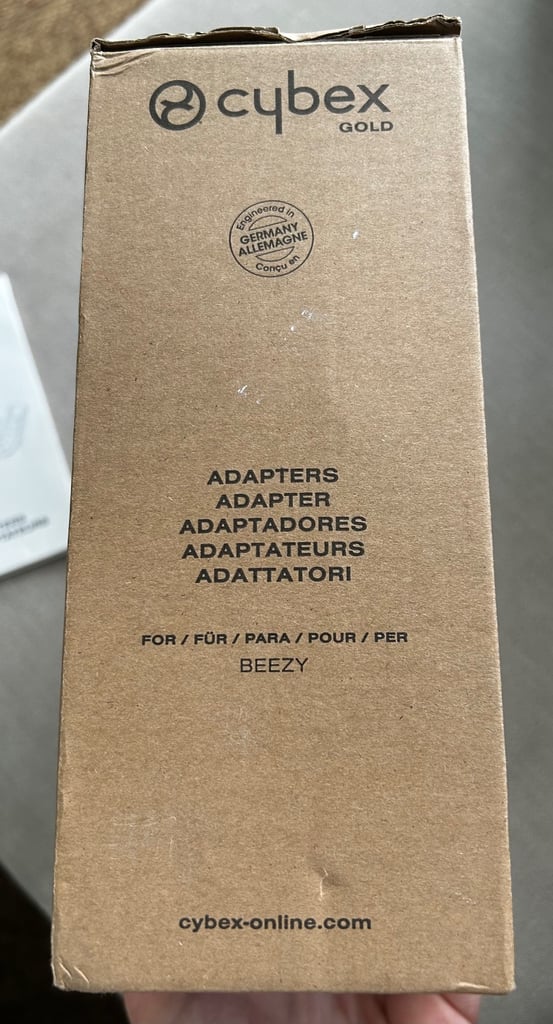 cybex
GOLD
Engineered in
GERMANY
ALLEMAGNE
Conçu en
ADAPTERS
ADAPTER
ADAPTADORES
ADAPTATEURS
ADATTATORI
FOR / FÜR / PARA / POUR / PER
BEEZY
cybex-online.com